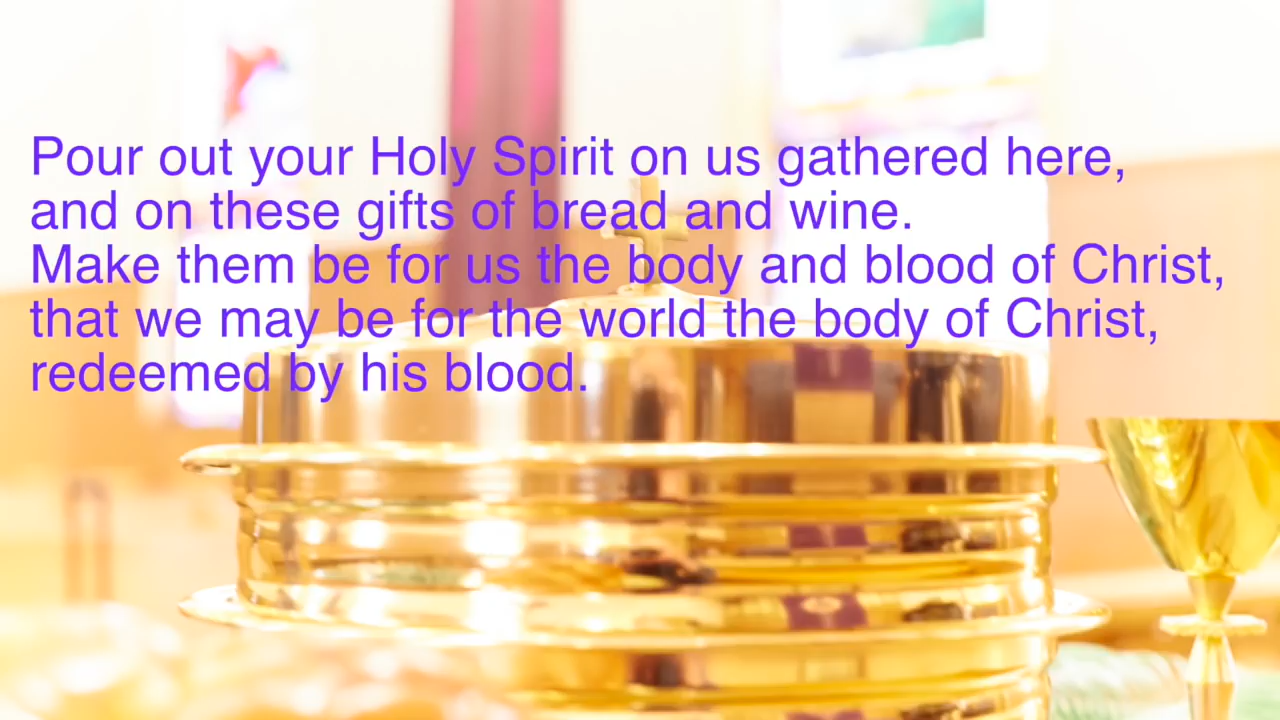 Pour out your Holy Spirit on us gathered here,
and on these gifts of bread and wine.
Make them be for us the body and blood of Christ,
that we may be for the world the body of Christ,
redeemed by his blood.